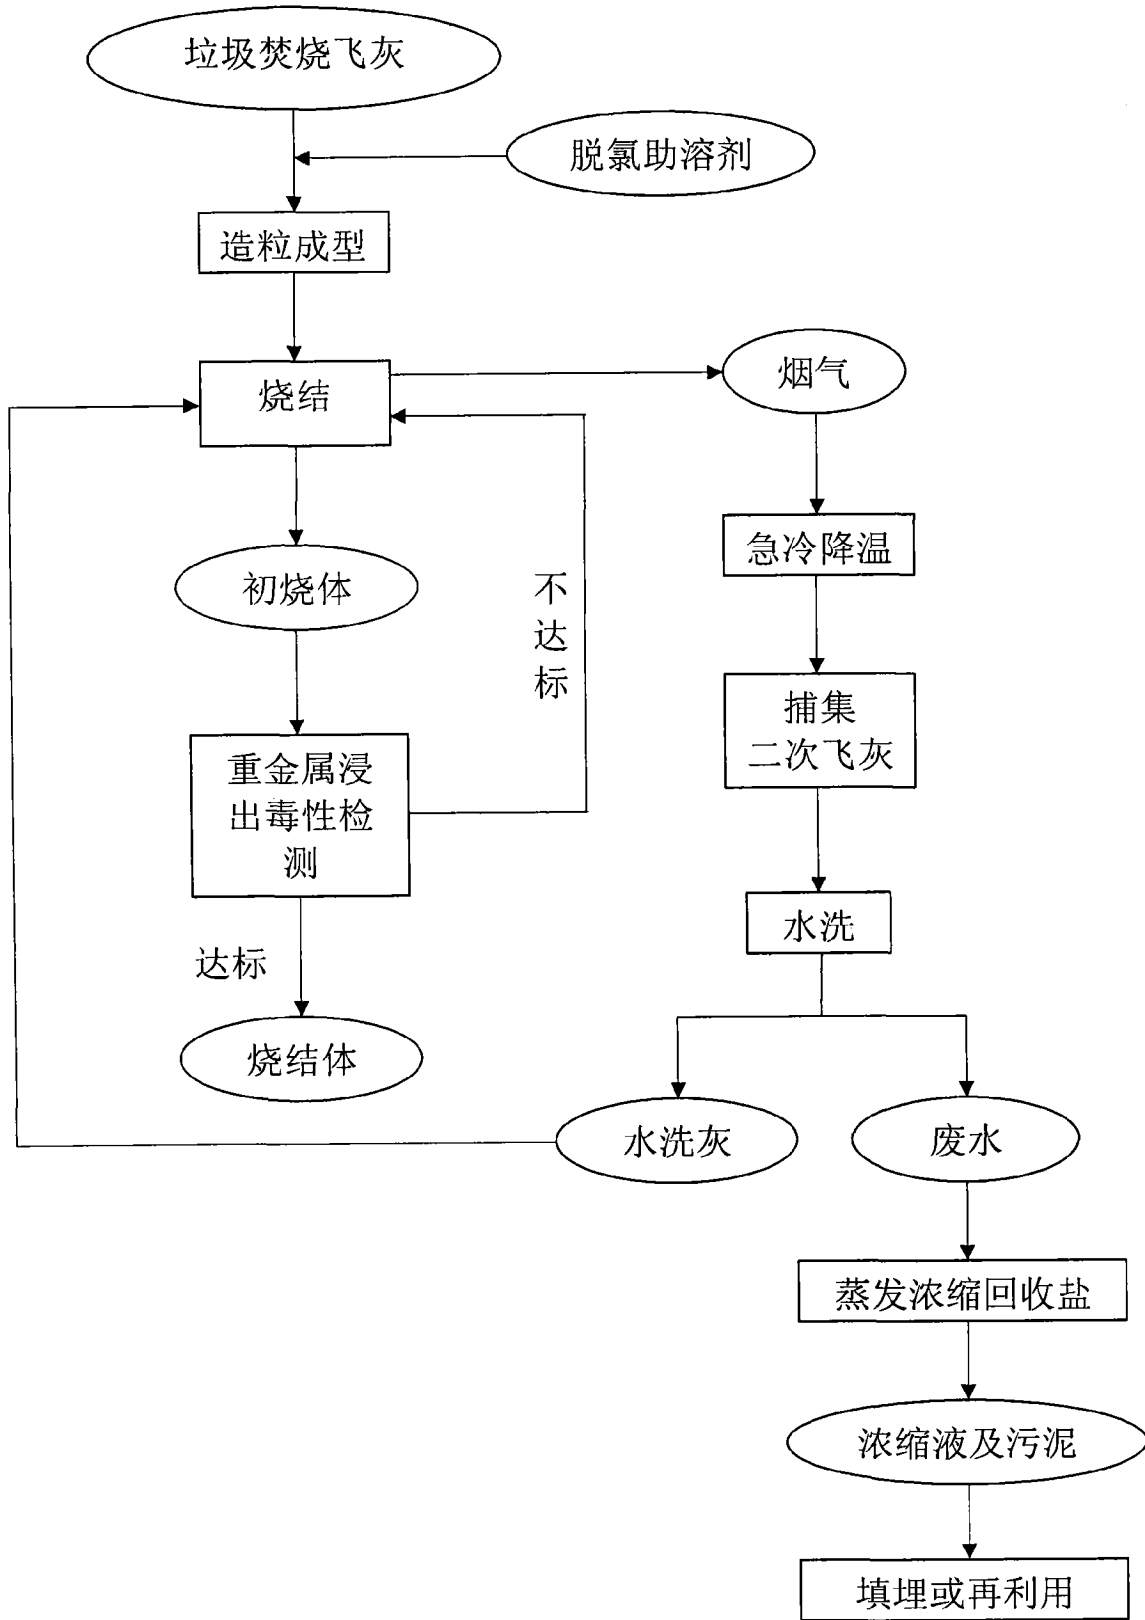 垃圾焚烧飞灰
脱氯助溶剂
造粒成型
烧结
烟气
急冷降温
初烧体
不
达
标
捕集
二次飞灰
重金属浸
出毒性检
测
水洗
达标
烧结体
水洗灰
废水
蒸发浓缩回收盐
浓缩液及污泥
填埋或再利用